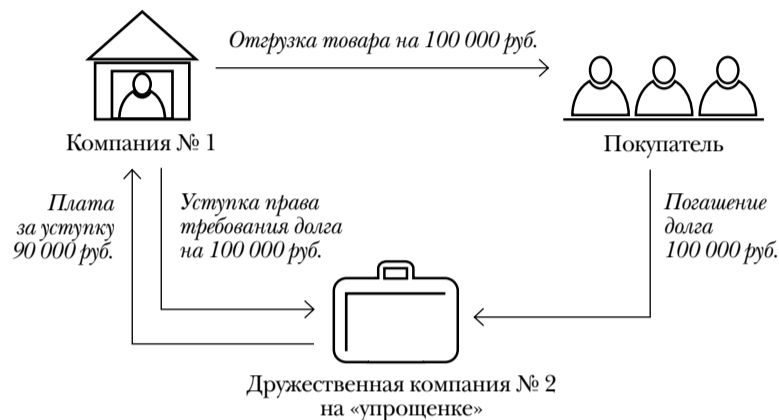 Отгрузка товара на 100 000 руб.
Компания № 1
Покупатель
Плата
за уступку
90 000 руб.
Уступка права
требования долга
на 100 000 руб.
Погашение
долга
100 000 руб.
Дружественная компания № 2
на «упрощенке»